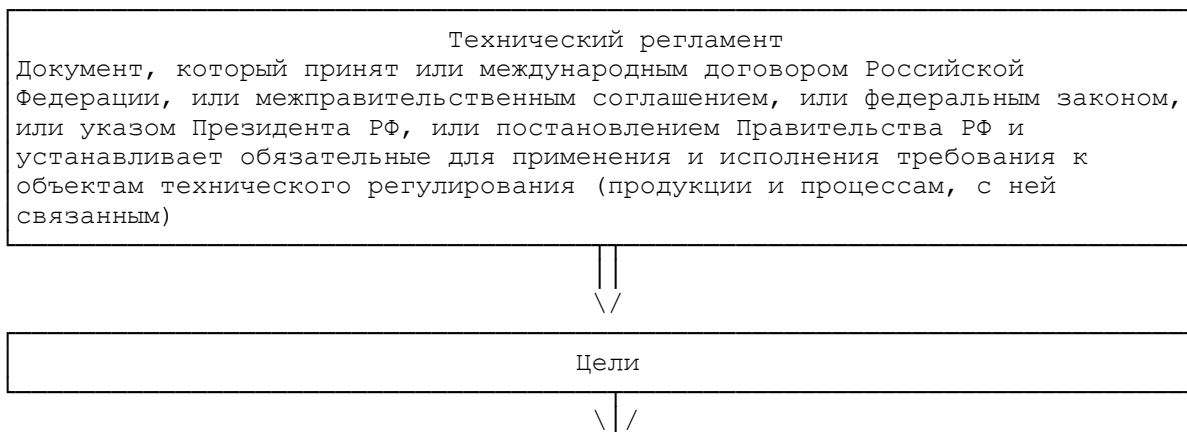 Технический регламент
Документ, который принят или международным договором Российской
Федерации, или межправительственным соглашением, или федеральным законом,
или указом Президента РФ, или постановлением Правительства РФ и
устанавливает обязательные для применения и исполнения требования к
объектам технического регулирования (продукции и процессам, с ней
связанным)
Цели